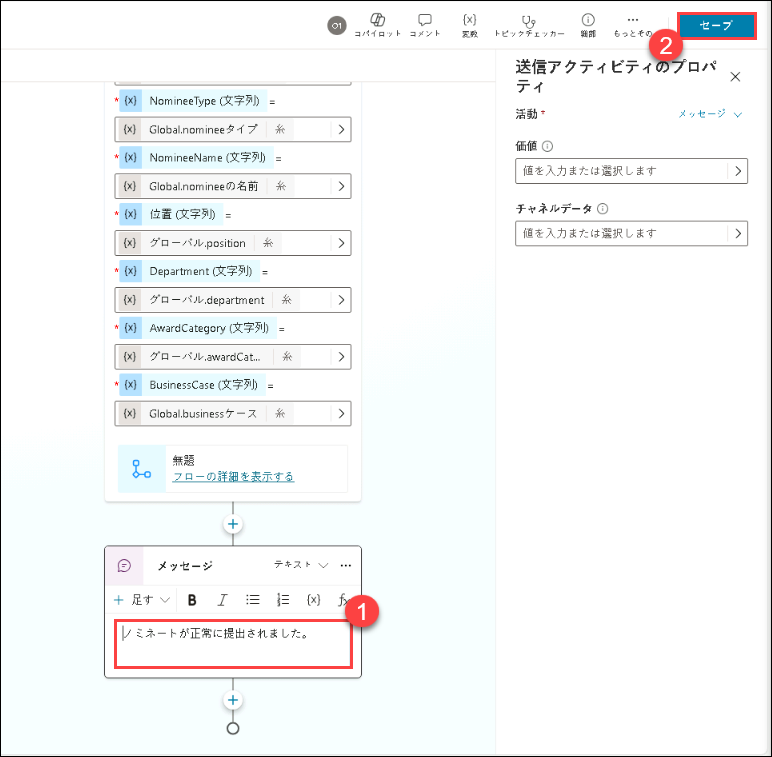 01
コパイロット
コメント
{x}
変数
トピックチェッカー
細部
もっとその
セーブ
2
送信アクティビティのプロパティ
活動 *
メッセージ
価値
値を入力または選択します
チャネルデータ
値を入力または選択します
* {x} NomineeType (文字列) =
{x} Global.nomineeタイプ 糸
* {x} NomineeName (文字列) =
{x} Global.nomineeの名前 糸
* {x} 位置 (文字列) =
{x} グローバル.position 糸
* {x} Department (文字列) =
{x} グローバル.department 糸
* {x} AwardCategory (文字列) =
{x} グローバル.awardCat... 糸
* {x} BusinessCase (文字列) =
{x} Global.businessケース 糸
無題
フローの詳細を表示する
メッセージ
テキスト
足す
B I {x} fx
1
ノミネートが正常に提出されました。